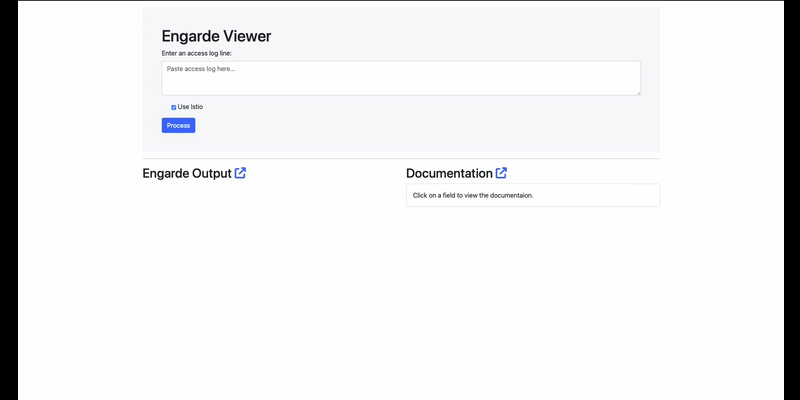 Engarde Viewer
Enter an access log line:
Paste access log here...
Use Istio
Process
Engarde Output
Documentation
Click on a field to view the documentaion.